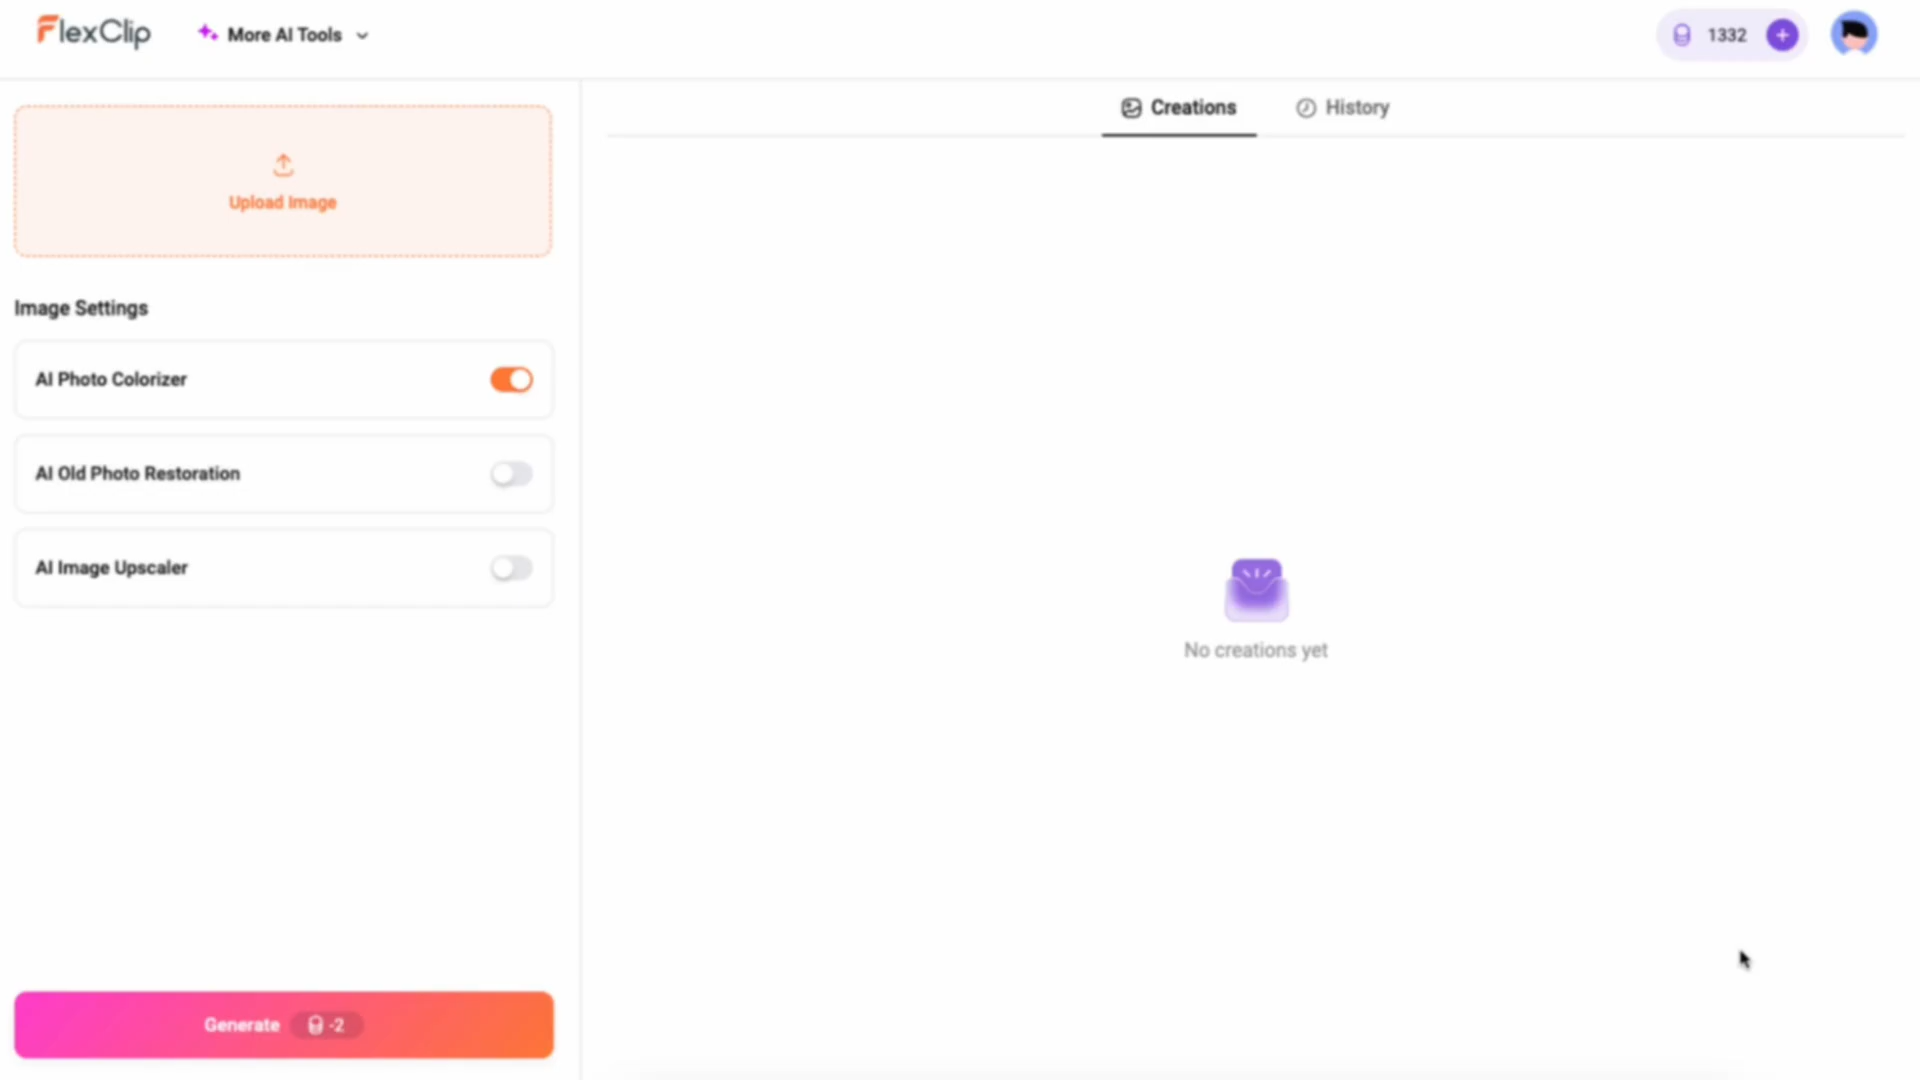 FlexClip
More AI Tools
1332
Upload Image
Image Settings
AI Photo Colorizer
AI Old Photo Restoration
AI Image Upscaler
Generate -2
Creations
History
No creations yet